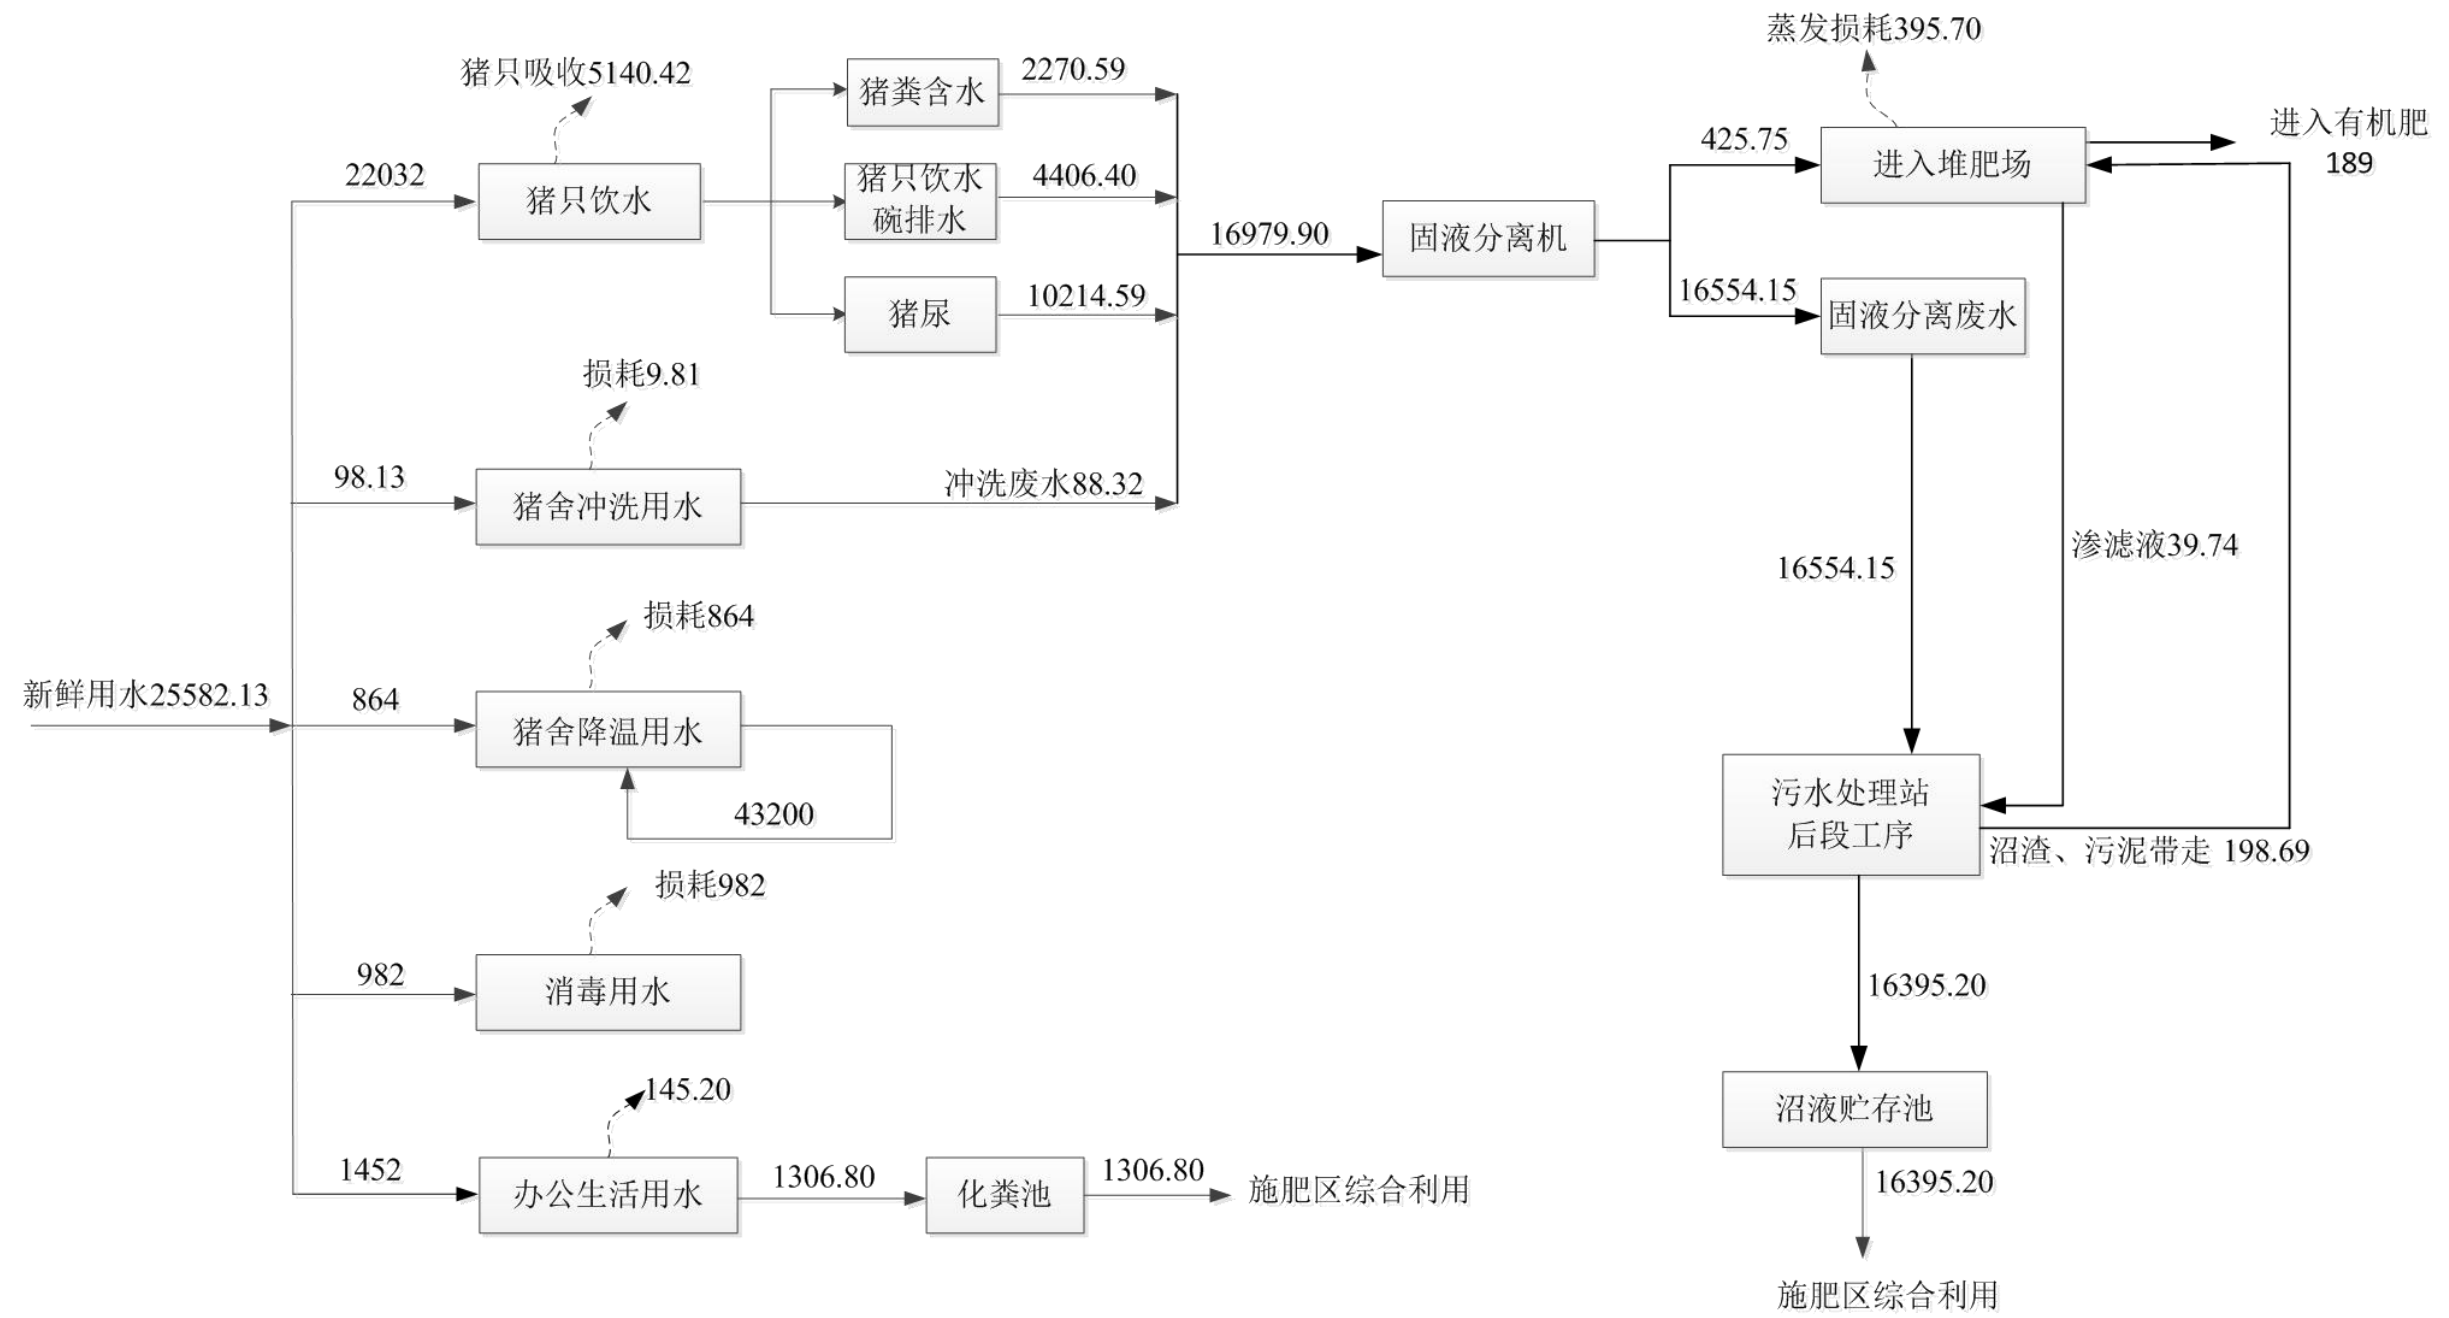 蒸发损耗395.70
猪只吸收5140.42
猪粪含水
2270.59
进入有机肥
189
425.75
进入堆肥场
22032
猪只饮水
猪只饮水
碗排水
4406.40
16979.90
固液分离机
猪尿
10214.59
16554.15
固液分离废水
损耗9.81
98.13
猪舍冲洗用水
冲洗废水88.32
16554.15
渗滤液39.74
损耗864
新鲜用水25582.13
864
猪舍降温用水
43200
污水处理站
后段工序
沼渣、污泥带走 198.69
损耗982
982
消毒用水
16395.20
145.20
沼液贮存池
1452
办公生活用水
1306.80
化粪池
1306.80
施肥区综合利用
16395.20
施肥区综合利用